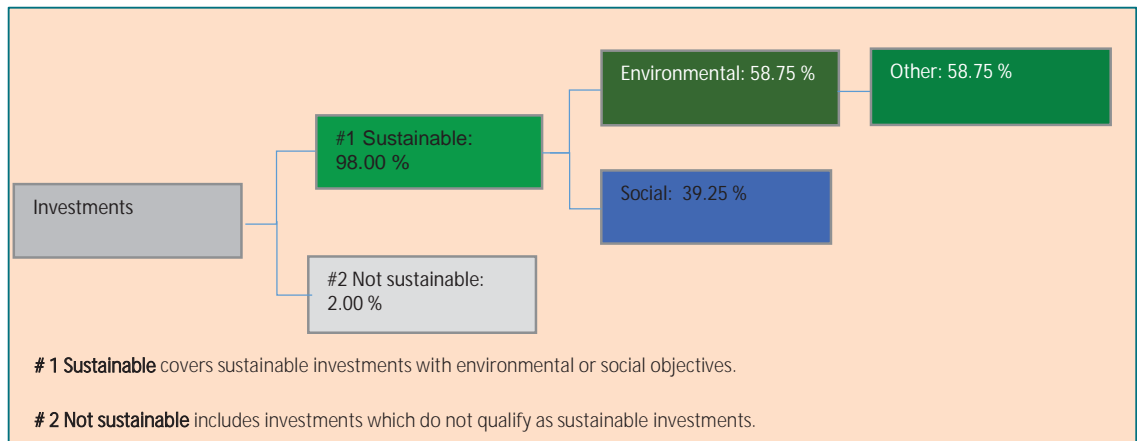 Environmental: 58.75 %
Other: 58.75 %
#1 Sustainable:
98.00 %
Social: 39.25 %
Investments
#2 Not sustainable:
2.00 %
# 1 Sustainable covers sustainable investments with environmental or social objectives.
# 2 Not sustainable includes investments which do not qualify as sustainable investments.